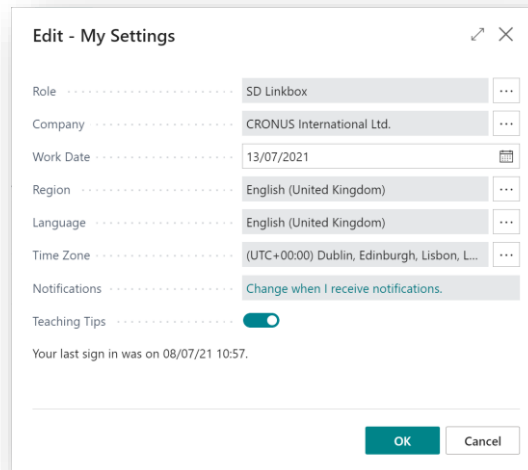 Edit - My Settings
Role SD Linkbox
Company CRONUS International Ltd.
Work Date 13/07/2021
Region English (United Kingdom)
Language English (United Kingdom)
Time Zone (UTC+00:00) Dublin, Edinburgh, Lisbon, L...
Notifications Change when I receive notifications.
Teaching Tips
Your last sign in was on 08/07/21 10:57.
OK Cancel